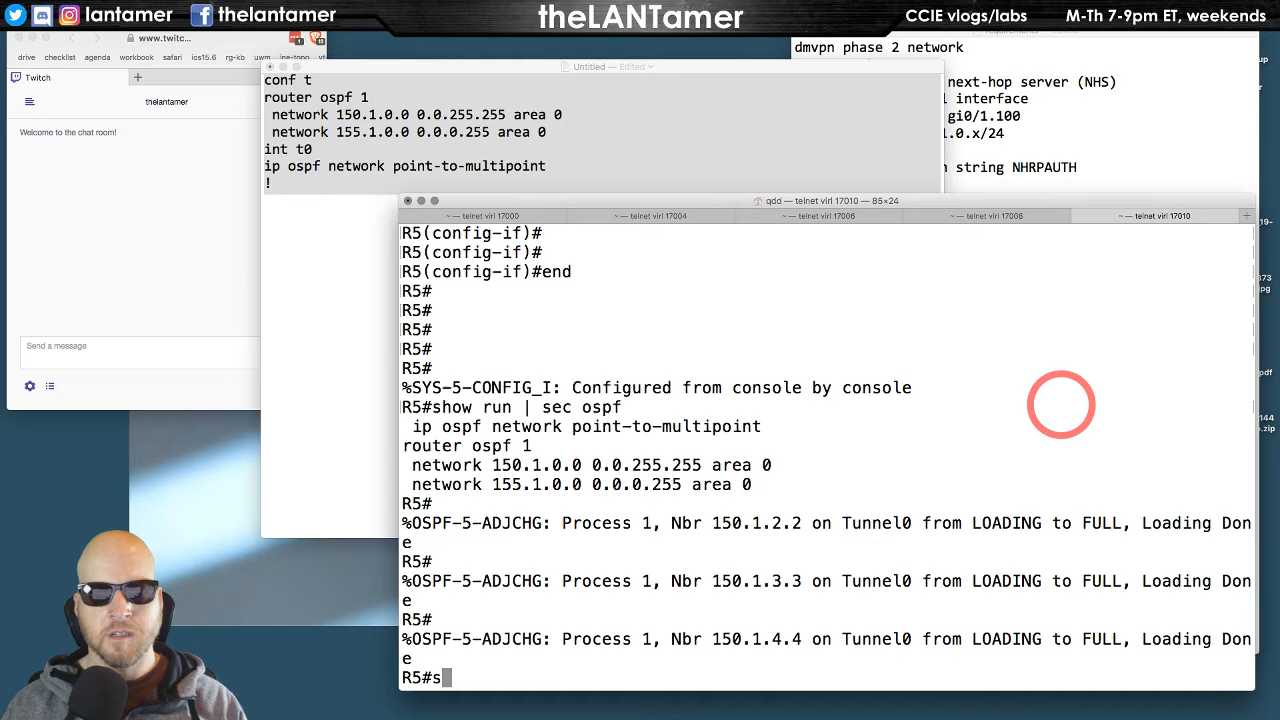 lantamer
thelantamer
theLANTamer
CCIE vlogs/labs
M-Th 7-9pm ET, weekends
www.twitc...
drive
checklist
agenda
workbook
safari
ios15.6
rg-kb
uwm
ine-topo
Twitch
+
thelantamer
Welcome to the chat room!
Send a message
Untitled — Edited
conf t
router ospf 1
network 150.1.0.0 0.0.255.255 area 0
network 155.1.0.0 0.0.0.255 area 0
int t0
ip ospf network point-to-multipoint
!
dmvpn phase 2 network
next-hop server (NHS)
l interface
gi0/1.100
1.0.x/24
n string NHRPAUTH
qdd — telnet virl 17010 — 85×24
~ — telnet virl 17000
~ — telnet virl 17004
~ — telnet virl 17006
~ — telnet virl 17008
~ — telnet virl 17010
+
R5(config-if)#
R5(config-if)#
R5(config-if)#end
R5#
R5#
R5#
R5#
R5#
%SYS-5-CONFIG_I: Configured from console by console
R5#show run | sec ospf
ip ospf network point-to-multipoint
router ospf 1
network 150.1.0.0 0.0.255.255 area 0
network 155.1.0.0 0.0.0.255 area 0
R5#
%OSPF-5-ADJCHG: Process 1, Nbr 150.1.2.2 on Tunnel0 from LOADING to FULL, Loading Don
e
R5#
%OSPF-5-ADJCHG: Process 1, Nbr 150.1.3.3 on Tunnel0 from LOADING to FULL, Loading Don
e
R5#
%OSPF-5-ADJCHG: Process 1, Nbr 150.1.4.4 on Tunnel0 from LOADING to FULL, Loading Don
e
R5#s